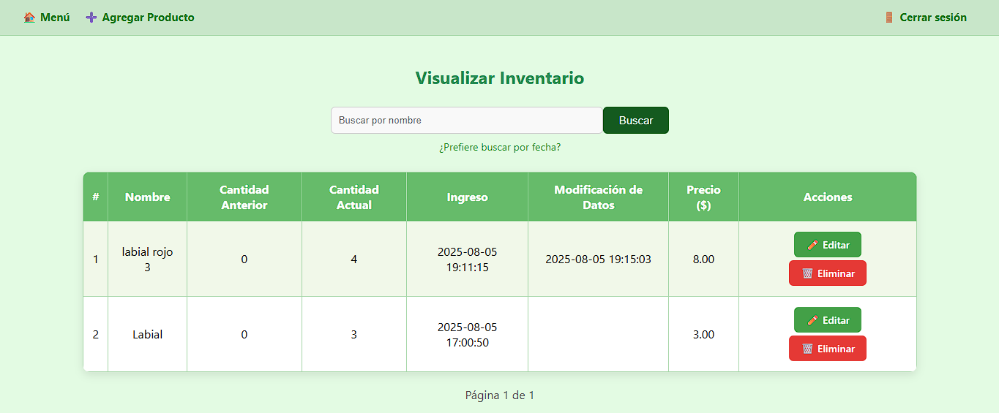 Menú
Agregar Producto
Cerrar sesión
Visualizar Inventario
Buscar por nombre
Buscar
¿Prefiere buscar por fecha?
#
Nombre
Cantidad
Anterior
Cantidad
Actual
Ingreso
Modificación de
Datos
Precio
($)
Acciones
1
labial rojo
3
0
4
2025-08-05
19:11:15
2025-08-05 19:15:03
8.00
Editar
Eliminar
2
Labial
0
3
2025-08-05
17:00:50
3.00
Editar
Eliminar
Página 1 de 1